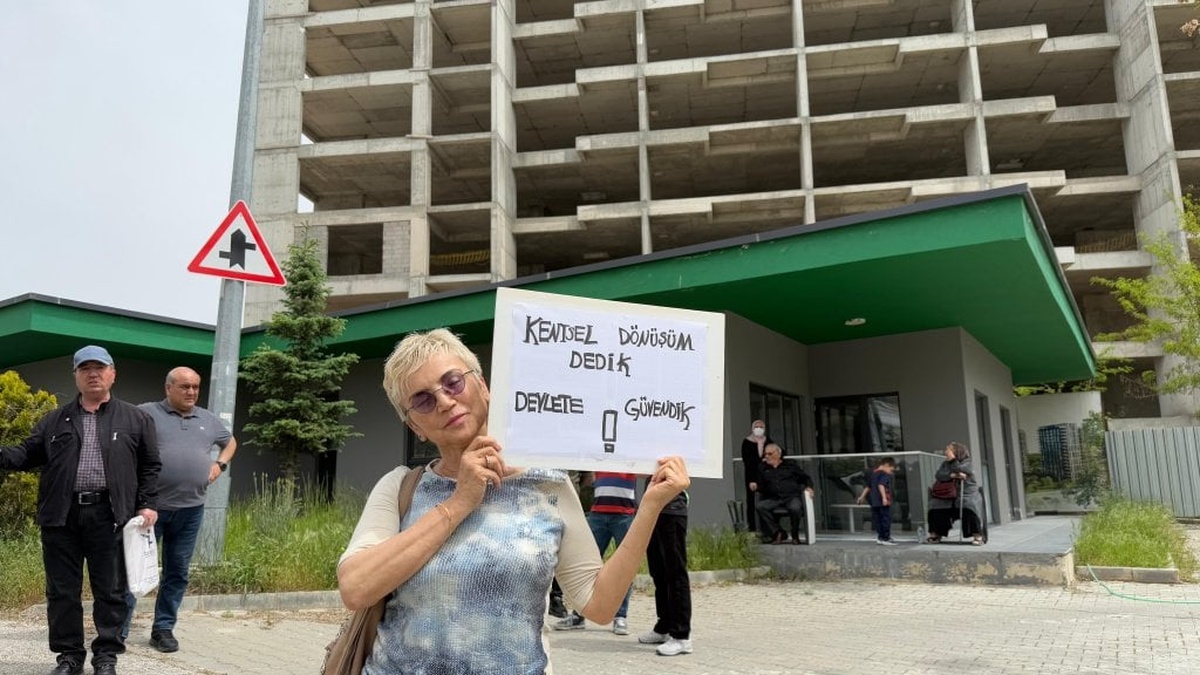 KENTSEL DÖNÜŞÜM
DEDİK
DEVLETE GÜVENDİK
!